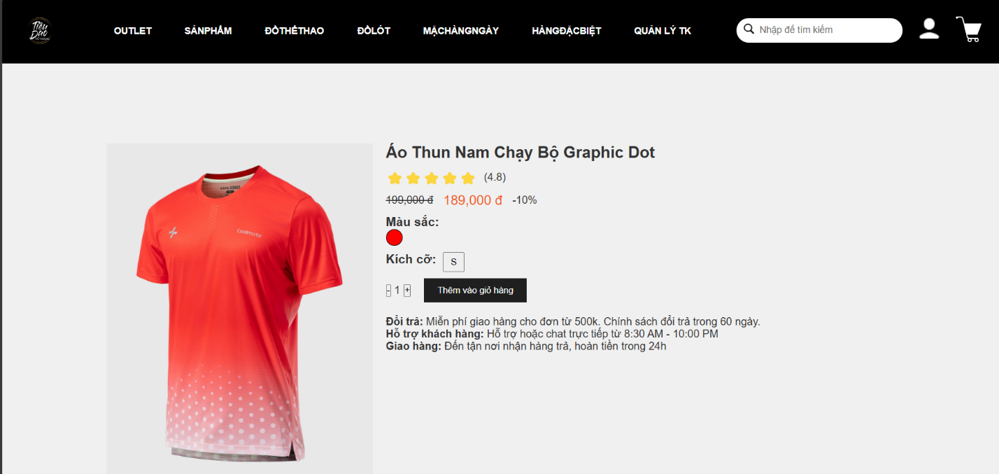 Tiêu
Dao
OUTLET SẢNPHẨM ĐỒTHỂTHAO ĐỒLÓT MẶCHÀNGNGÀY HÀNGĐẶCBIỆT QUẢN LÝ TK Nhập để tìm kiếm
Áo Thun Nam Chạy Bộ Graphic Dot
(4.8)
199,000 đ 189,000 đ -10%
Màu sắc:
Kích cỡ: S
- 1 + Thêm vào giỏ hàng
Đổi trả: Miễn phí giao hàng cho đơn từ 500k. Chính sách đổi trả trong 60 ngày.
Hỗ trợ khách hàng: Hỗ trợ hoặc chat trực tiếp từ 8:30 AM - 10:00 PM
Giao hàng: Đến tận nơi nhận hàng trả, hoàn tiền trong 24h
Coolmate